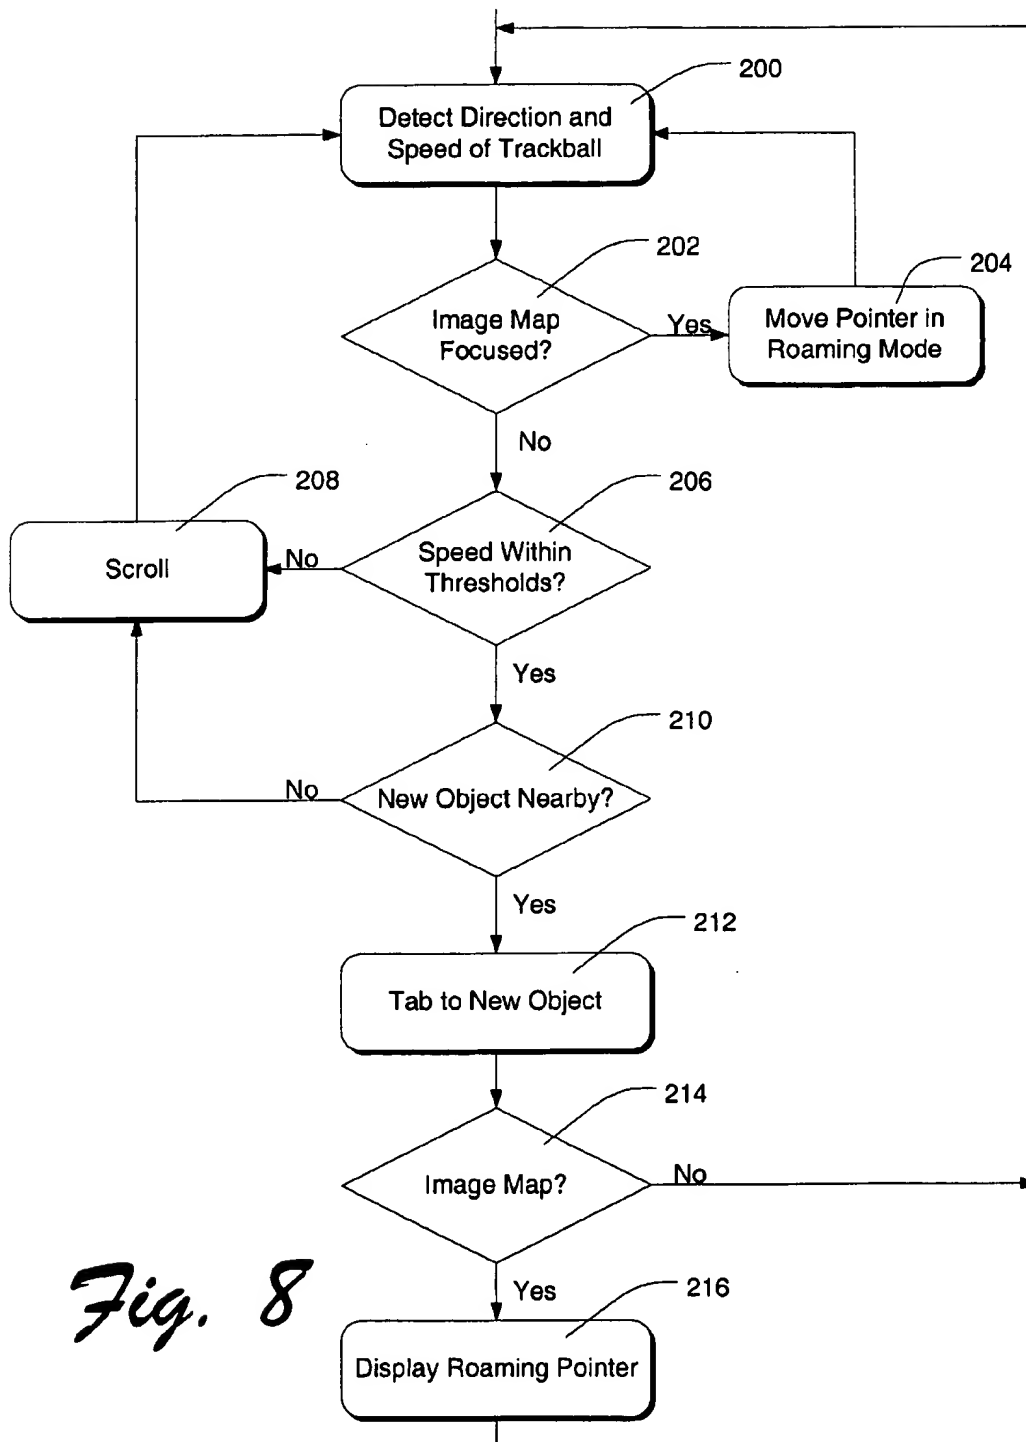 200
Detect Direction and
Speed of Trackball
202
204
Image Map
Focused?
Yes
Move Pointer in
Roaming Mode
No
208
206
Scroll
No
Speed Within
Thresholds?
Yes
210
No
New Object Nearby?
Yes
212
Tab to New Object
214
Image Map?
No
Fig. 8
Yes
216
Display Roaming Pointer